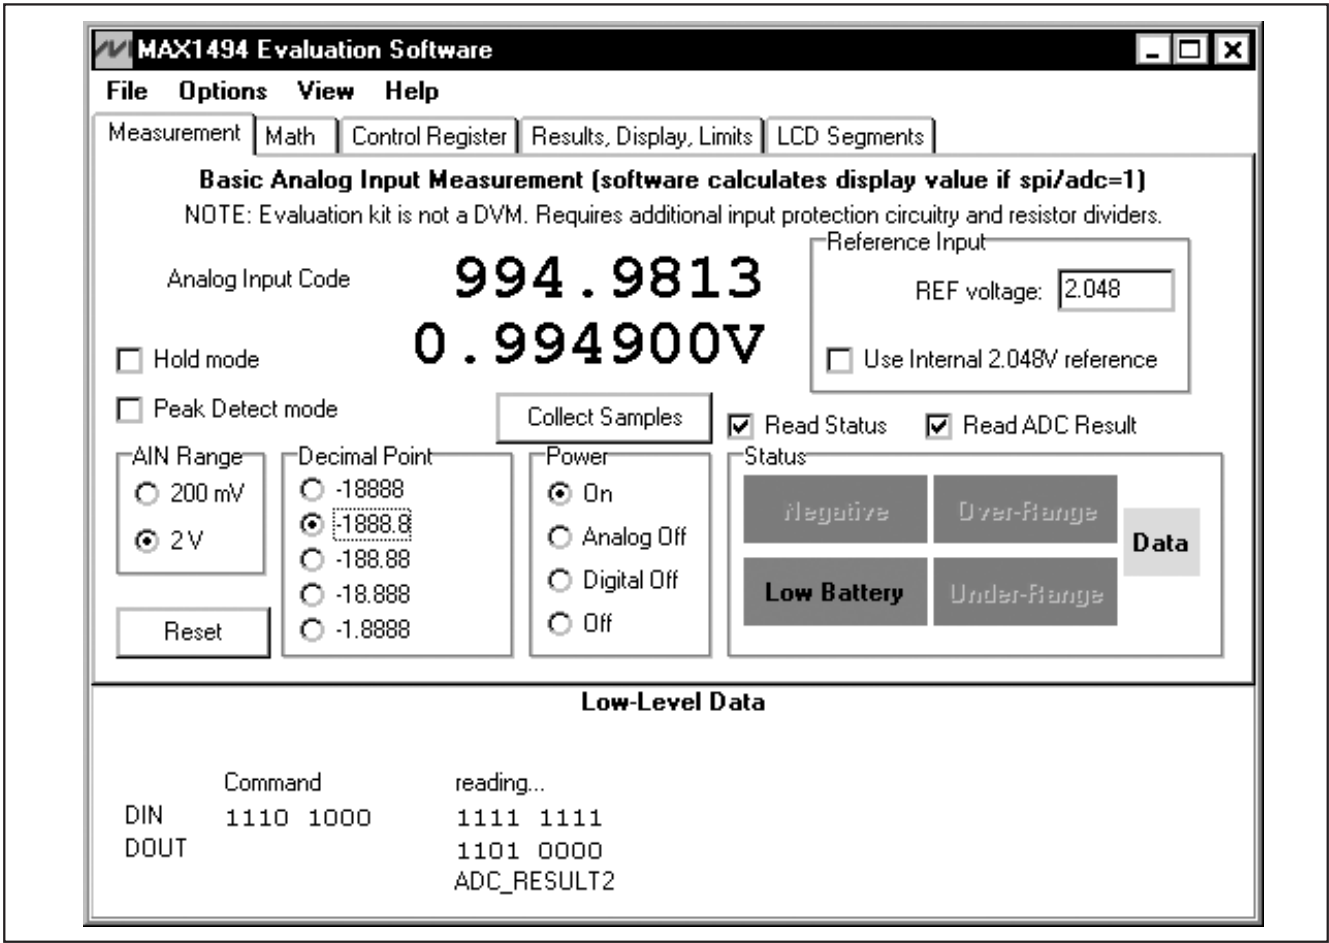 MAX1494 Evaluation Software
File Options View Help
Measurement Math Control Register Results, Display, Limits LCD Segments
Basic Analog Input Measurement (software calculates display value if spi/adc=1)
NOTE: Evaluation kit is not a DVM. Requires additional input protection circuitry and resistor dividers.
Analog Input Code 994.9813
0.994900V
Reference Input
REF voltage: 2.048
Use Internal 2.048V reference
Hold mode
Peak Detect mode
Collect Samples
Read Status Read ADC Result
AIN Range
200 mV
2 V
Reset
Decimal Point
-18888
-1888.8
-188.88
-18.888
-1.8888
Power
On
Analog Off
Digital Off
Off
Status
Negative Over-Range
Data
Low Battery Under-Range
Low-Level Data
Command reading...
DIN 1110 1000 1111 1111
DOUT 1101 0000
ADC_RESULT2